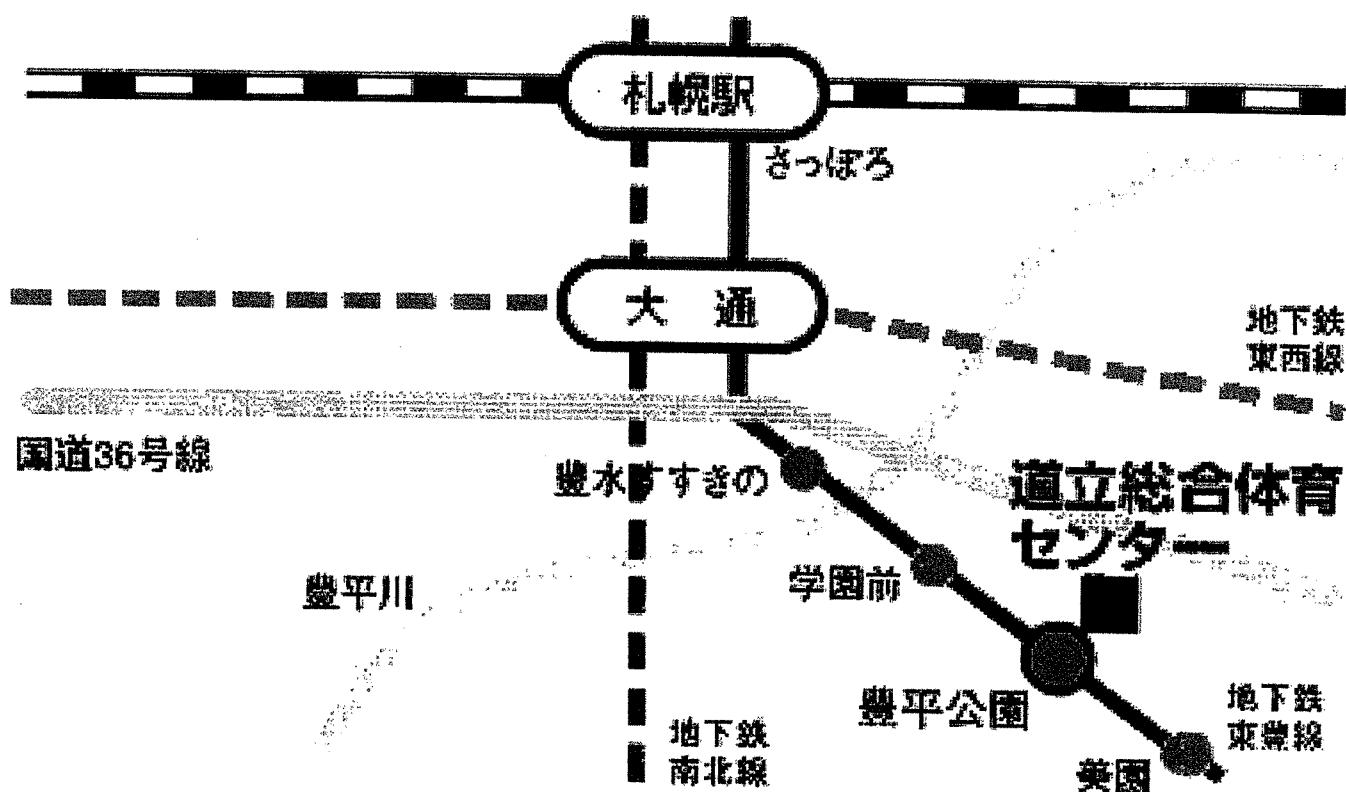 札幌駅
さっぽろ
大 通
地下鉄
東西線
国道36号線
豊水すすきの
道立総合体育
センター
学園前
豊平川
豊平公園
地下鉄
東豊線
地下鉄
南北線
美園